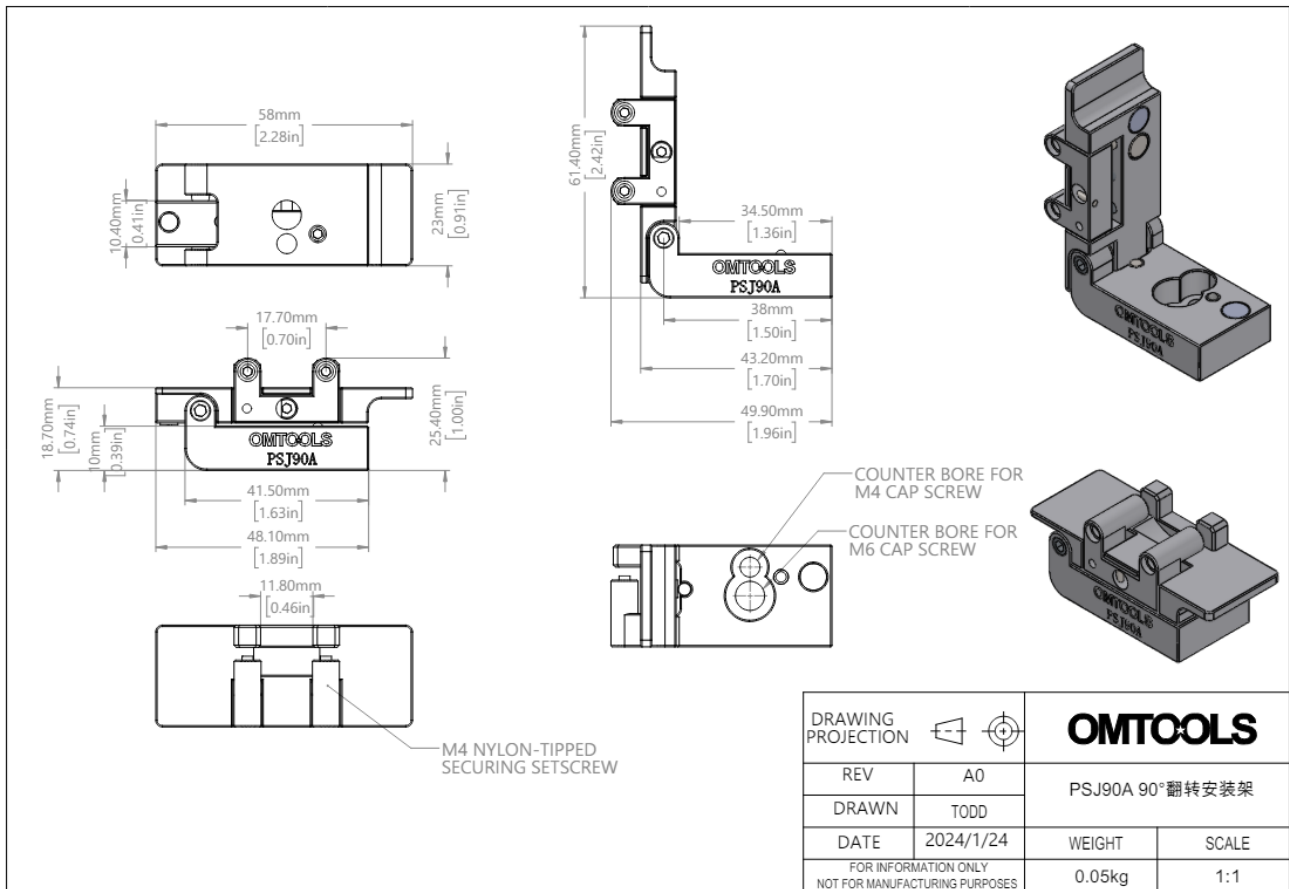 58mm
[2.28in]
10.40mm
0.41in]
23mm
[0.91in]
17.70mm
[0.70in]
18.70mm
[0.74in]
10mm
[0.39in]
25.40mm
[1.00in]
OMTOOLS
PSJ90A
41.50mm
[1.63in]
48.10mm
[1.89in]
11.80mm
[0.46in]
M4 NYLON-TIPPED
SECURING SETSCREW
61.40mm
[2.42in]
34.50mm
[1.36in]
OMTOOLS
PSJ90A
38mm
[1.50in]
43.20mm
[1.70in]
49.90mm
[1.96in]
COUNTER BORE FOR
M4 CAP SCREW
COUNTER BORE FOR
M6 CAP SCREW
OMTOOLS
PSJ90A
OMTOOLS
PSJ90A
DRAWING
PROJECTION
OMTOOLS
REV A0
PSJ90A 90°翻转安装架
DRAWN TODD
DATE 2024/1/24 WEIGHT SCALE
FOR INFORMATION ONLY
NOT FOR MANUFACTURING PURPOSES
0.05kg 1:1